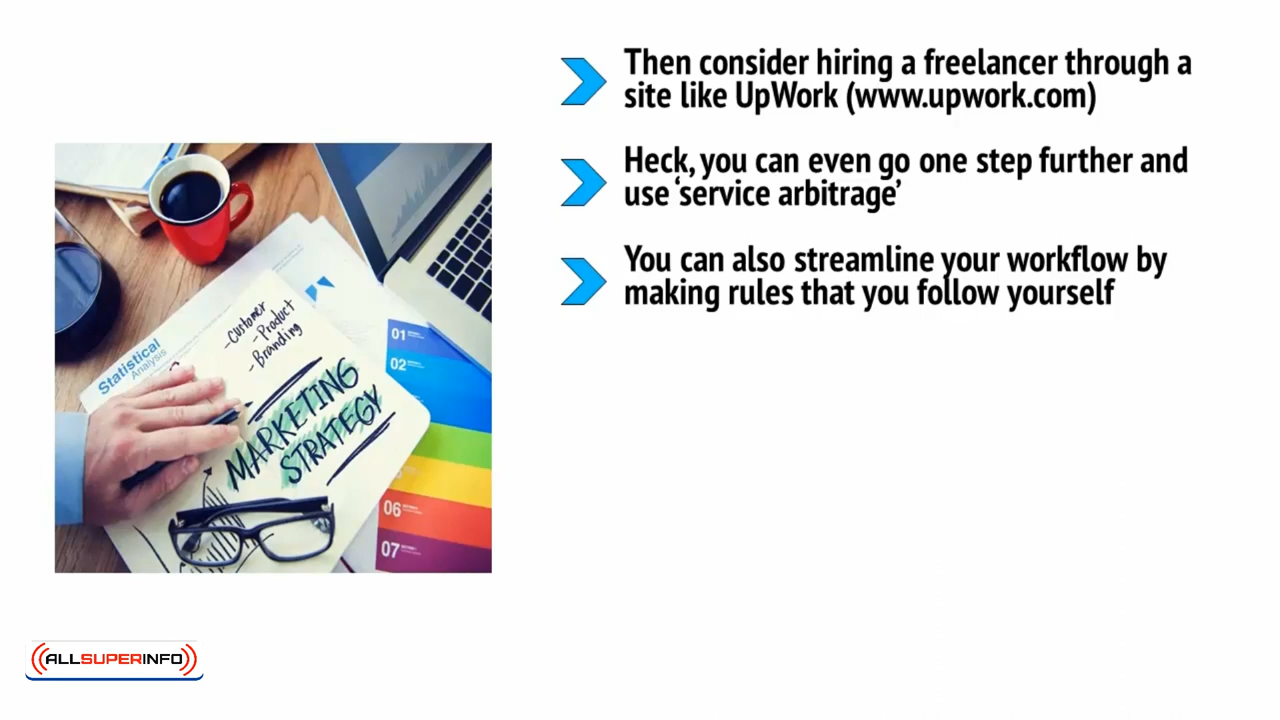 Then consider hiring a freelancer through a
site like UpWork (www.upwork.com)
Heck, you can even go one step further and
use ‘service arbitrage’
You can also streamline your workflow by
making rules that you follow yourself
-Customer
-Product
-Branding
Statistical
Analysis
MARKETING
STRATEGY
01
02
06
07
ALLSUPERINFO